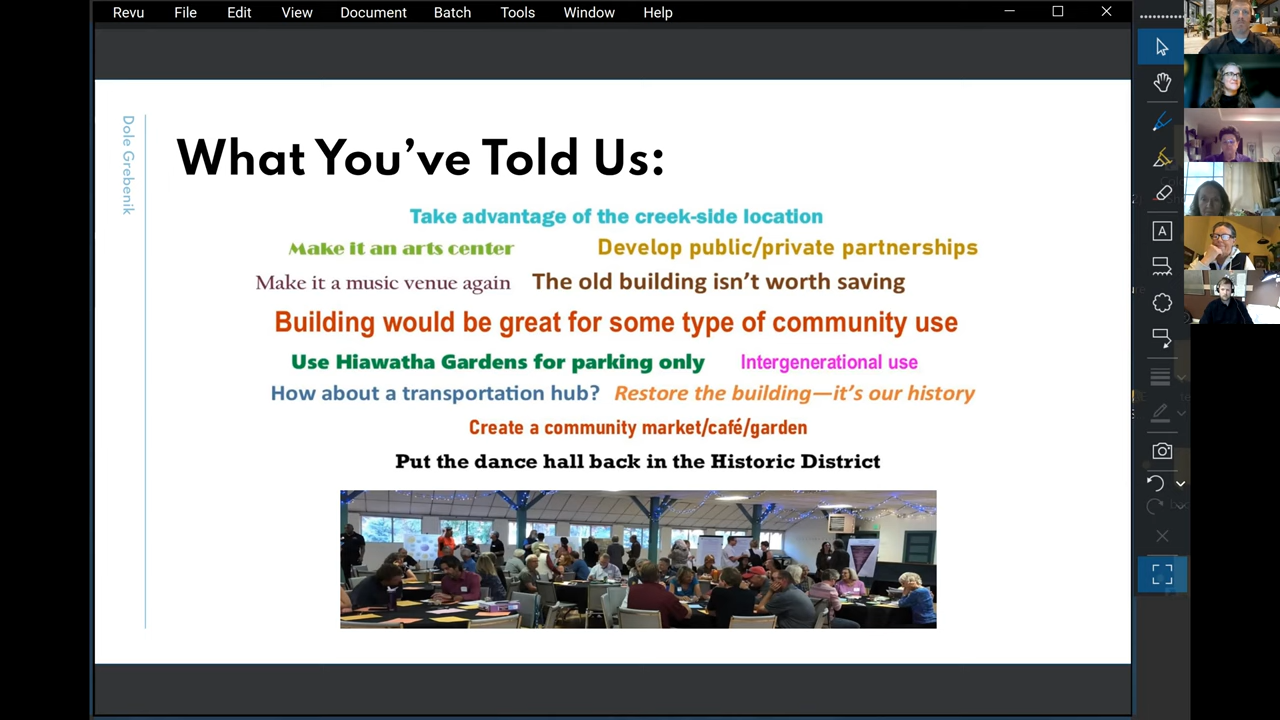 Revu File Edit View Document Batch Tools Window Help
Dole Grebenik
What You’ve Told Us:
Take advantage of the creek-side location
Make it an arts center Develop public/private partnerships
Make it a music venue again The old building isn’t worth saving
Building would be great for some type of community use
Use Hiawatha Gardens for parking only Intergenerational use
How about a transportation hub? Restore the building—it’s our history
Create a community market/café/garden
Put the dance hall back in the Historic District